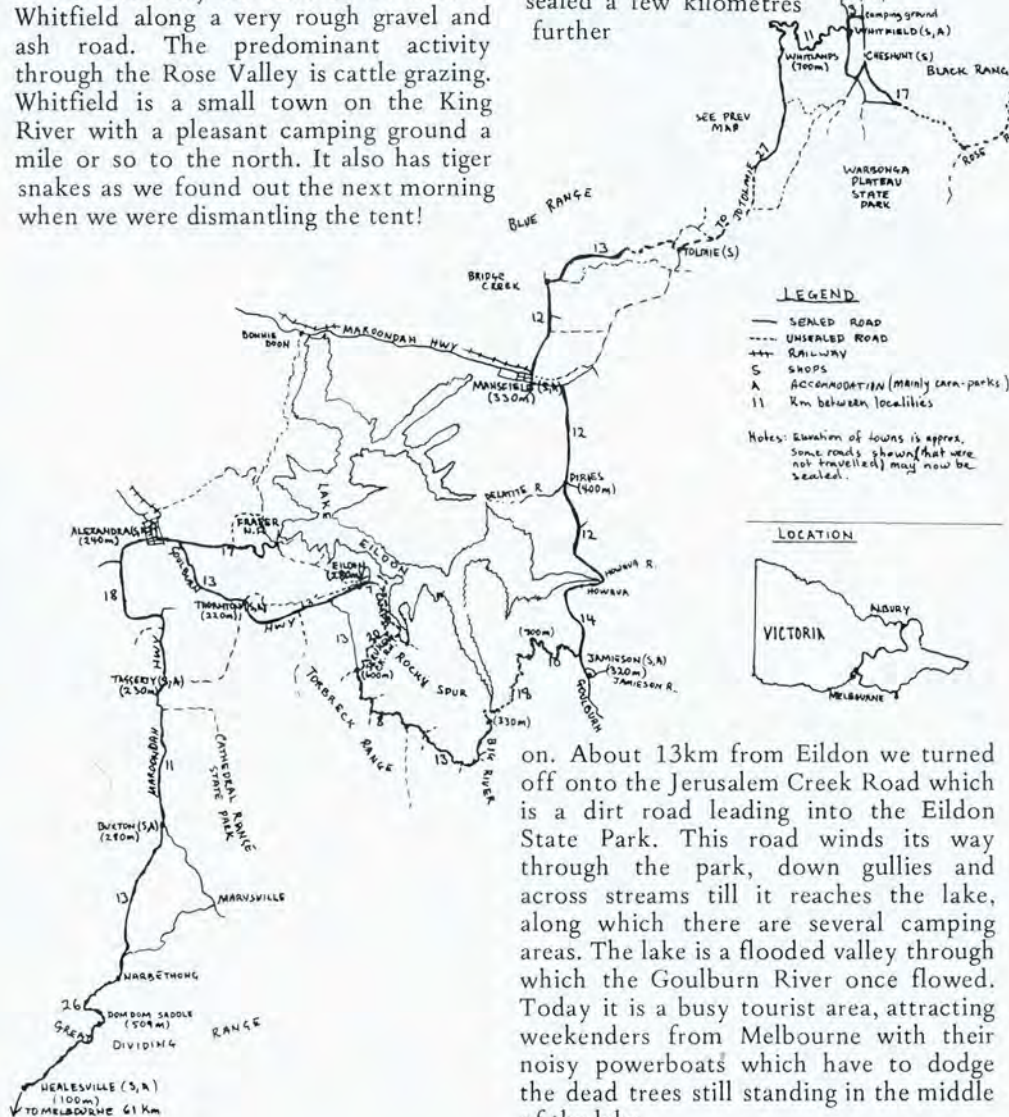 Whitfield along a very rough gravel and
ash road. The predominant activity
through the Rose Valley is cattle grazing.
Whitfield is a small town on the King
River with a pleasant camping ground a
mile or so to the north. It also has tiger
snakes as we found out the next morning
when we were dismantling the tent!
sealed a few kilometres
further
camping ground
WHITFIELD (S,A)
11
WHITLANDS
(700m)
CHESHUNT (S)
BLACK RANG
17
SEE PREV
MAP
ROSE
WARBONGA
PLATEAU
STATE
PARK
TO TOLMIE 27
BLUE RANGE
13
TOLMIE (S)
BRIDGE
CREEK
12
BONNIE
DOON
MAROONDAH HWY
MANSFIELD (S,A)
(330m)
12
LEGEND
SEALED ROAD
UNSEALED ROAD
RAILWAY
S SHOPS
A ACCOMMODATION (mainly cara-parks)
11 Km between localities
Notes: Elevation of towns is approx.
Some roads shown (that were
not travelled) may now be
sealed.
DELATITE R.
(400m)
12
LAKE
EILDON
ALEXANDRA (S,A)
(240m)
FRASER
N.P.
17
GOULBURN
HWY
13
EILDON
THORNTON (S,A)
(220m)
18
HOWQUA R.
HOWQUA
14
13
20
ROCKY SPUR
(700m)
18
JAMIESON (S,A)
(320m)
JAMIESON R.
GOULBURN
TAGGERTY (S,A)
(230m)
TORBRECK
RANGE
(330m)
13
BIG RIVER
LOCATION
VICTORIA
ALBURY
MELBOURNE
MAROONDAH
HWY
11
CATHEDRAL RANGE
STATE PARK
BUXTON (S,A)
13
MARYSVILLE
NARBETHONG
26
DOM DOM SADDLE
(509m)
GREAT
DIVIDING
RANGE
HEALESVILLE (S,A)
(100m)
TO MELBOURNE 61 Km
on. About 13km from Eildon we turned
off onto the Jerusalem Creek Road which
is a dirt road leading into the Eildon
State Park. This road winds its way
through the park, down gullies and
across streams till it reaches the lake,
along which there are several camping
areas. The lake is a flooded valley through
which the Goulburn River once flowed.
Today it is a busy tourist area, attracting
weekenders from Melbourne with their
noisy powerboats which have to dodge
the dead trees still standing in the middle